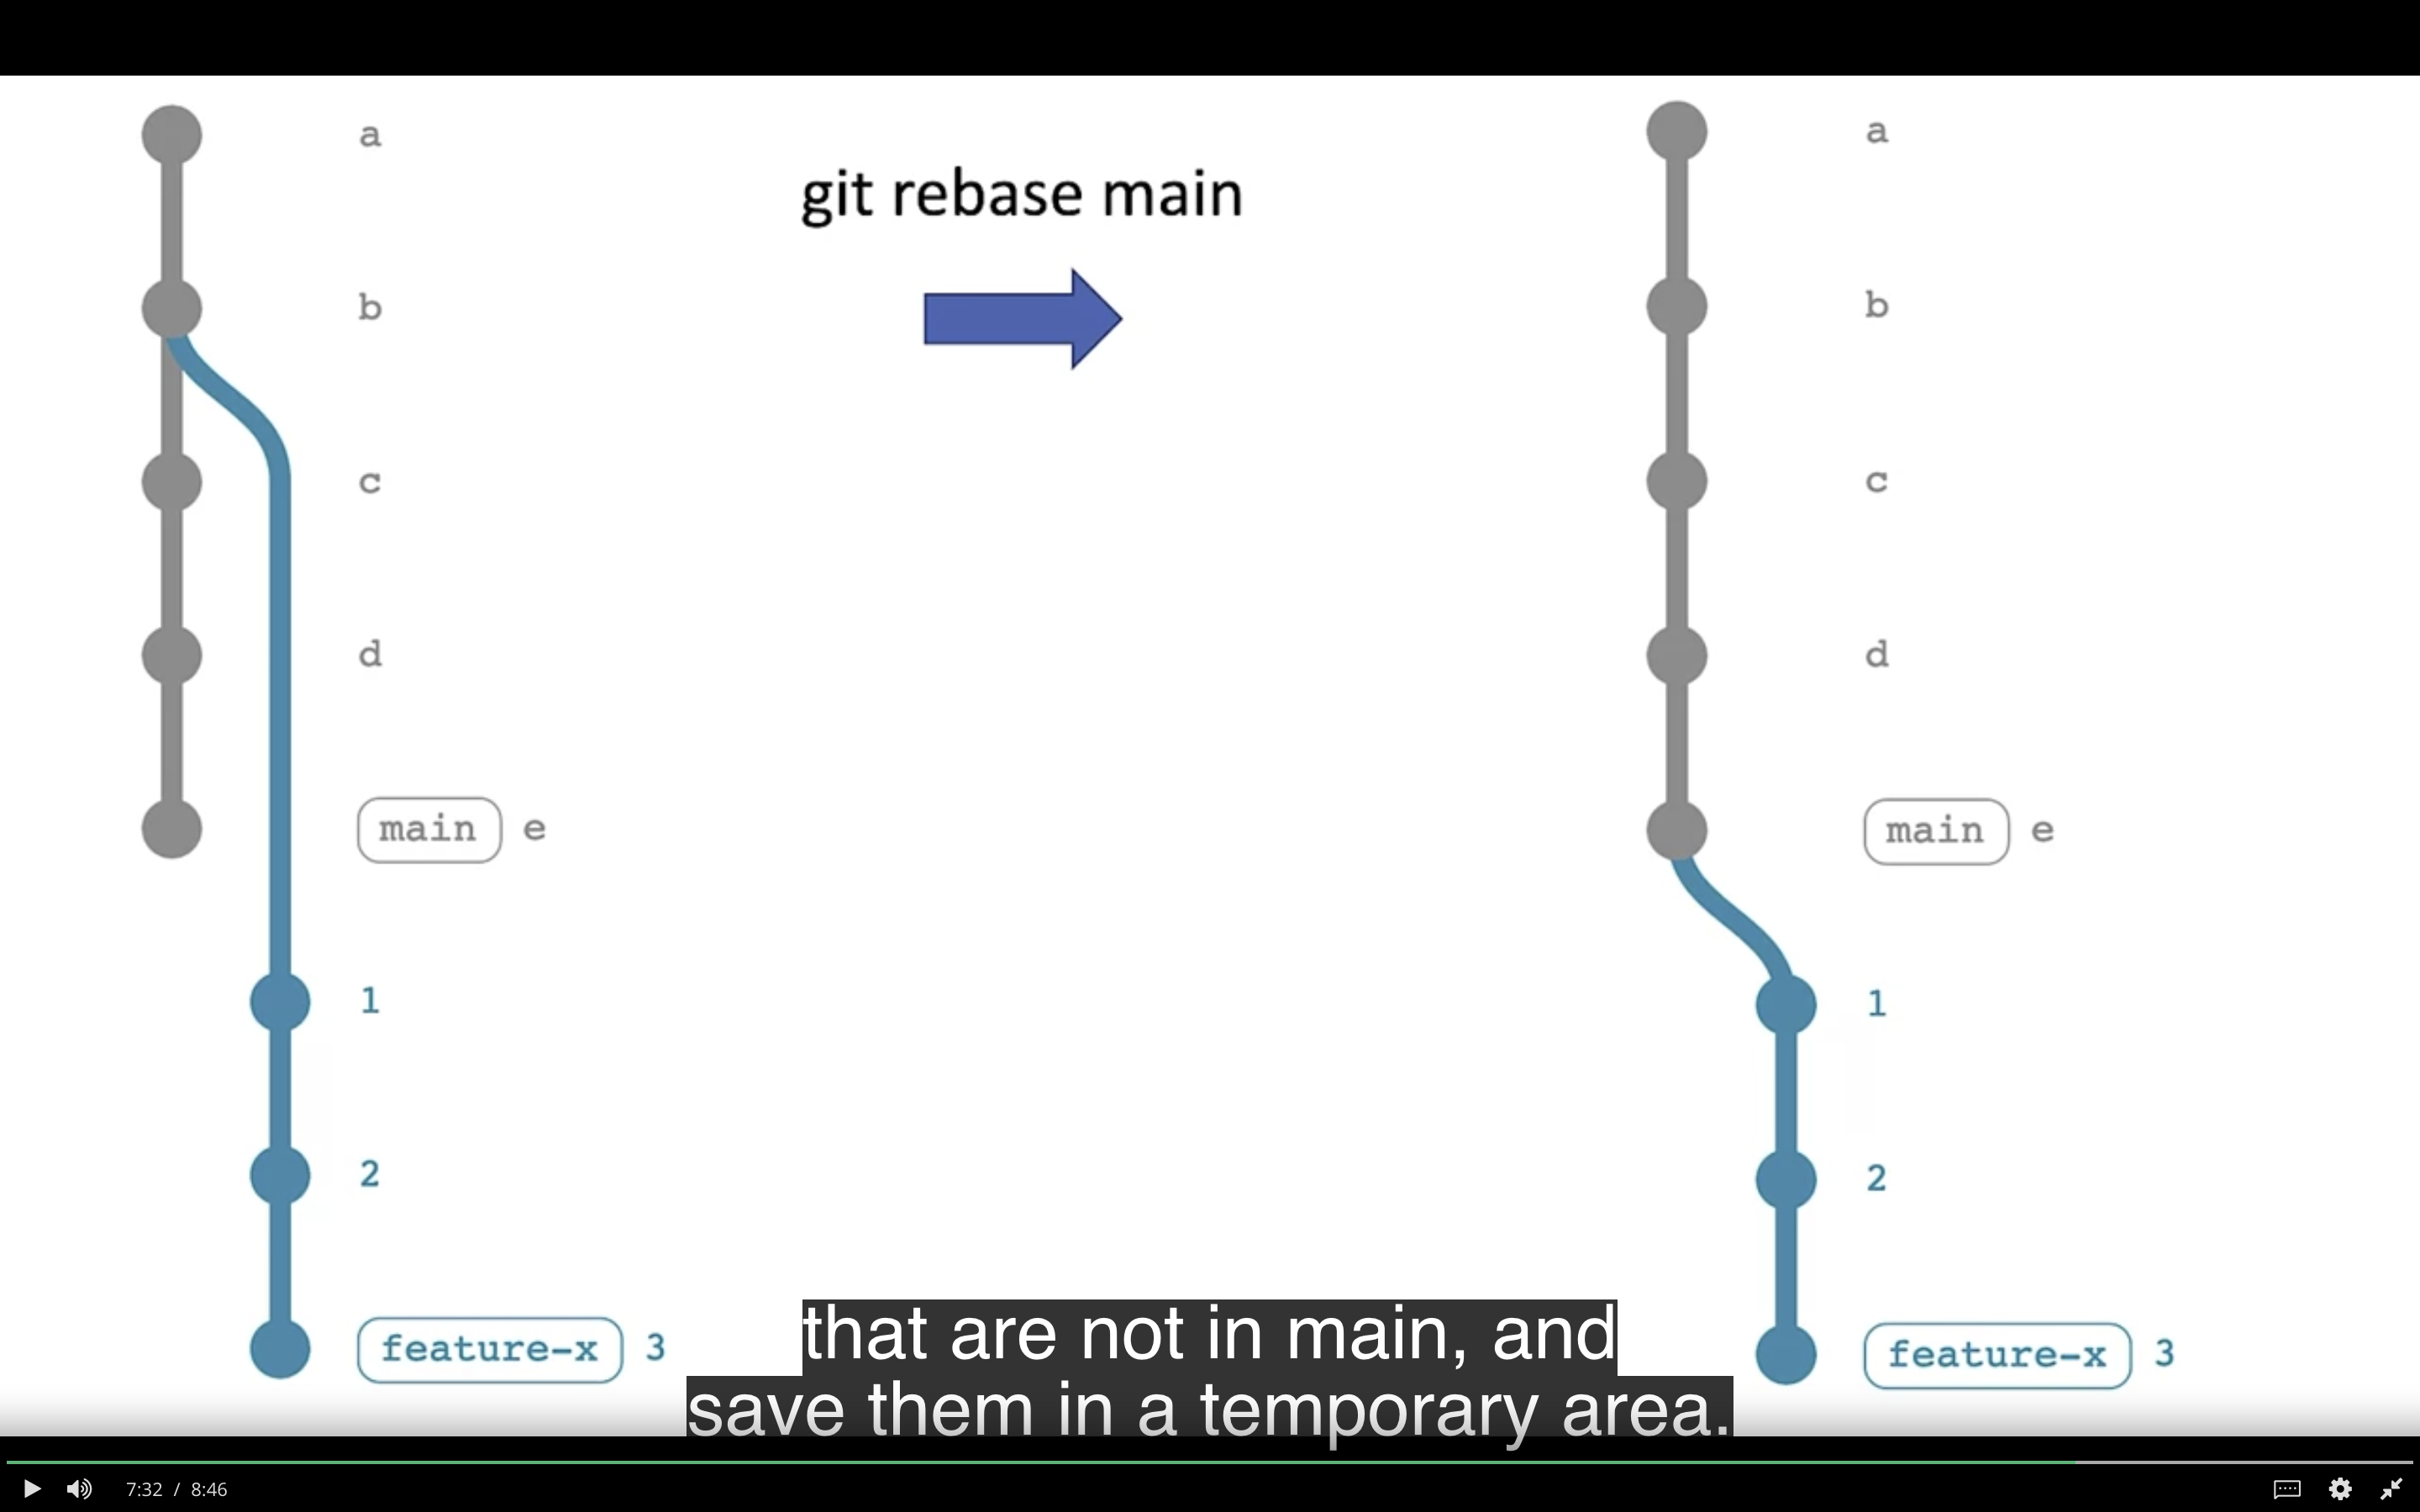 a
b
c
d
main e
1
2
feature-x 3
git rebase main
a
b
c
d
main e
1
2
feature-x 3
that are not in main, and
save them in a temporary area.
7:32 / 8:46